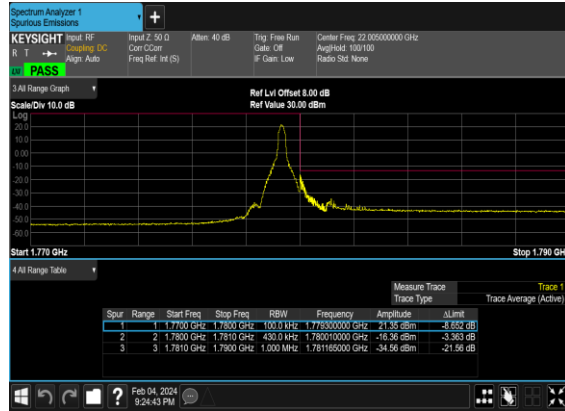 Spectrum Analyzer 1
Spurious Emissions
+
KEYSIGHT Input: RF Input Z: 50 Ω Atten: 40 dB Trig: Free Run Center Freq: 22.005000000 GHz
R T Coupling: DC Corr CCorr Gate: Off Avg|Hold: 100/100
Align: Auto Freq Ref: Int (S) IF Gain: Low Radio Std: None
PASS
3 All Range Graph
Ref Lvl Offset 8.00 dB
Scale/Div 10.0 dB Ref Value 30.00 dBm
Log
20.0
10.0
0.00
-10.0
-20.0
-30.0
-40.0
-50.0
-60.0
Start 1.770 GHz Stop 1.790 GH
4 All Range Table
Measure Trace Trace 1
Trace Type Trace Average (Active)
Spur Range Start Freq Stop Freq RBW Frequency Amplitude ΔLimit
1 1 1.7700 GHz 1.7800 GHz 100.0 kHz 1.779300000 GHz 21.35 dBm -8.652 dB
2 2 1.7800 GHz 1.7810 GHz 430.0 kHz 1.780010000 GHz -16.36 dBm -3.363 dB
3 3 1.7810 GHz 1.7900 GHz 1.000 MHz 1.781165000 GHz -34.56 dBm -21.56 dB
? Feb 04, 2024
9:24:43 PM